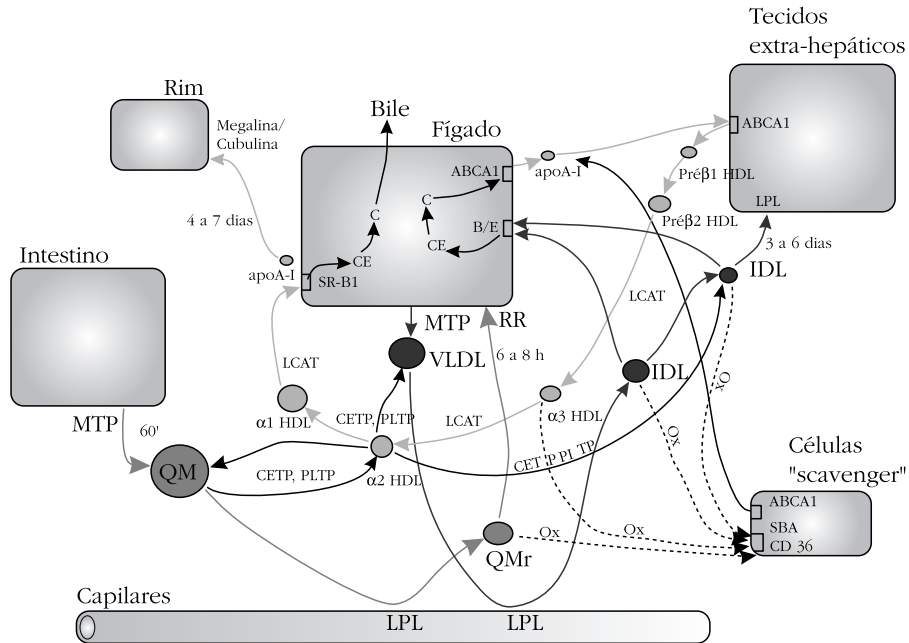 Tecidos
extra-hepáticos
Rim
Bile
Megalina/
Cubulina
Fígado
ABCA1
ABCA1
apoA-I
Préβ1 HDL
LPL
C
C
Préβ2 HDL
4 a 7 dias
B/E
CE
3 a 6 dias
Intestino
CE
apoA-I
SR-B1
IDL
LCAT
MTP
RR
6 a 8 h
VLDL
LCAT
IDL
Ox
α1 HDL
CETP, PLTP
LCAT
α3 HDL
MTP
60'
Ox
QM
CETP, PLTP
α2 HDL
CET P PI TP
Células
"scavenger"
ABCA1
Ox
Ox
SBA
CD 36
QMr
Capilares
LPL
LPL